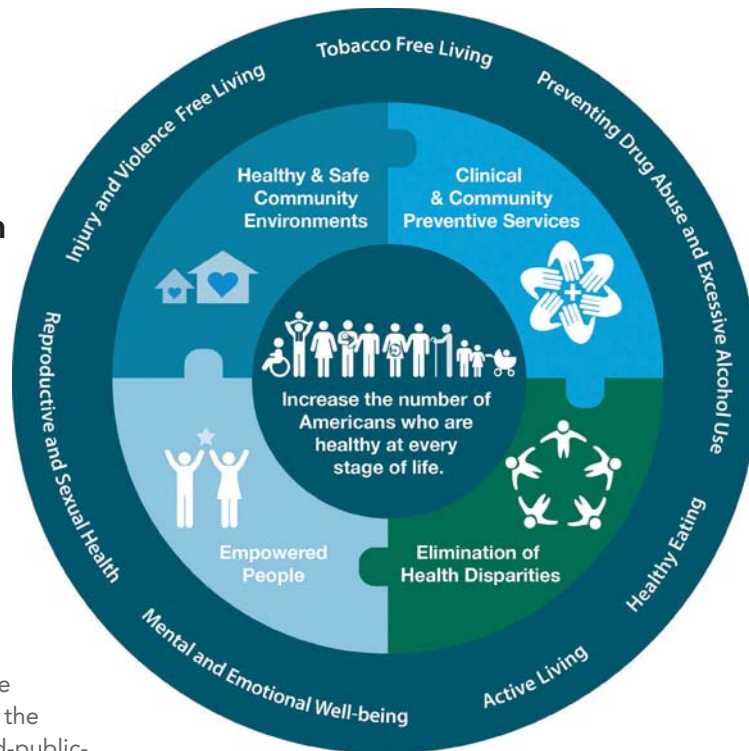 Tobacco Free Living
Preventing Drug Abuse and Excessive Alcohol Use
Healthy Eating
Active Living
Mental and Emotional Well-being
Reproductive and Sexual Health
Injury and Violence Free Living
Healthy & Safe
Community
Environments
Clinical
& Community
Preventive Services
Increase the number of
Americans who are
healthy at every
stage of life.
Empowered
People
Elimination of
Health Disparities
n
e
the
d-public-